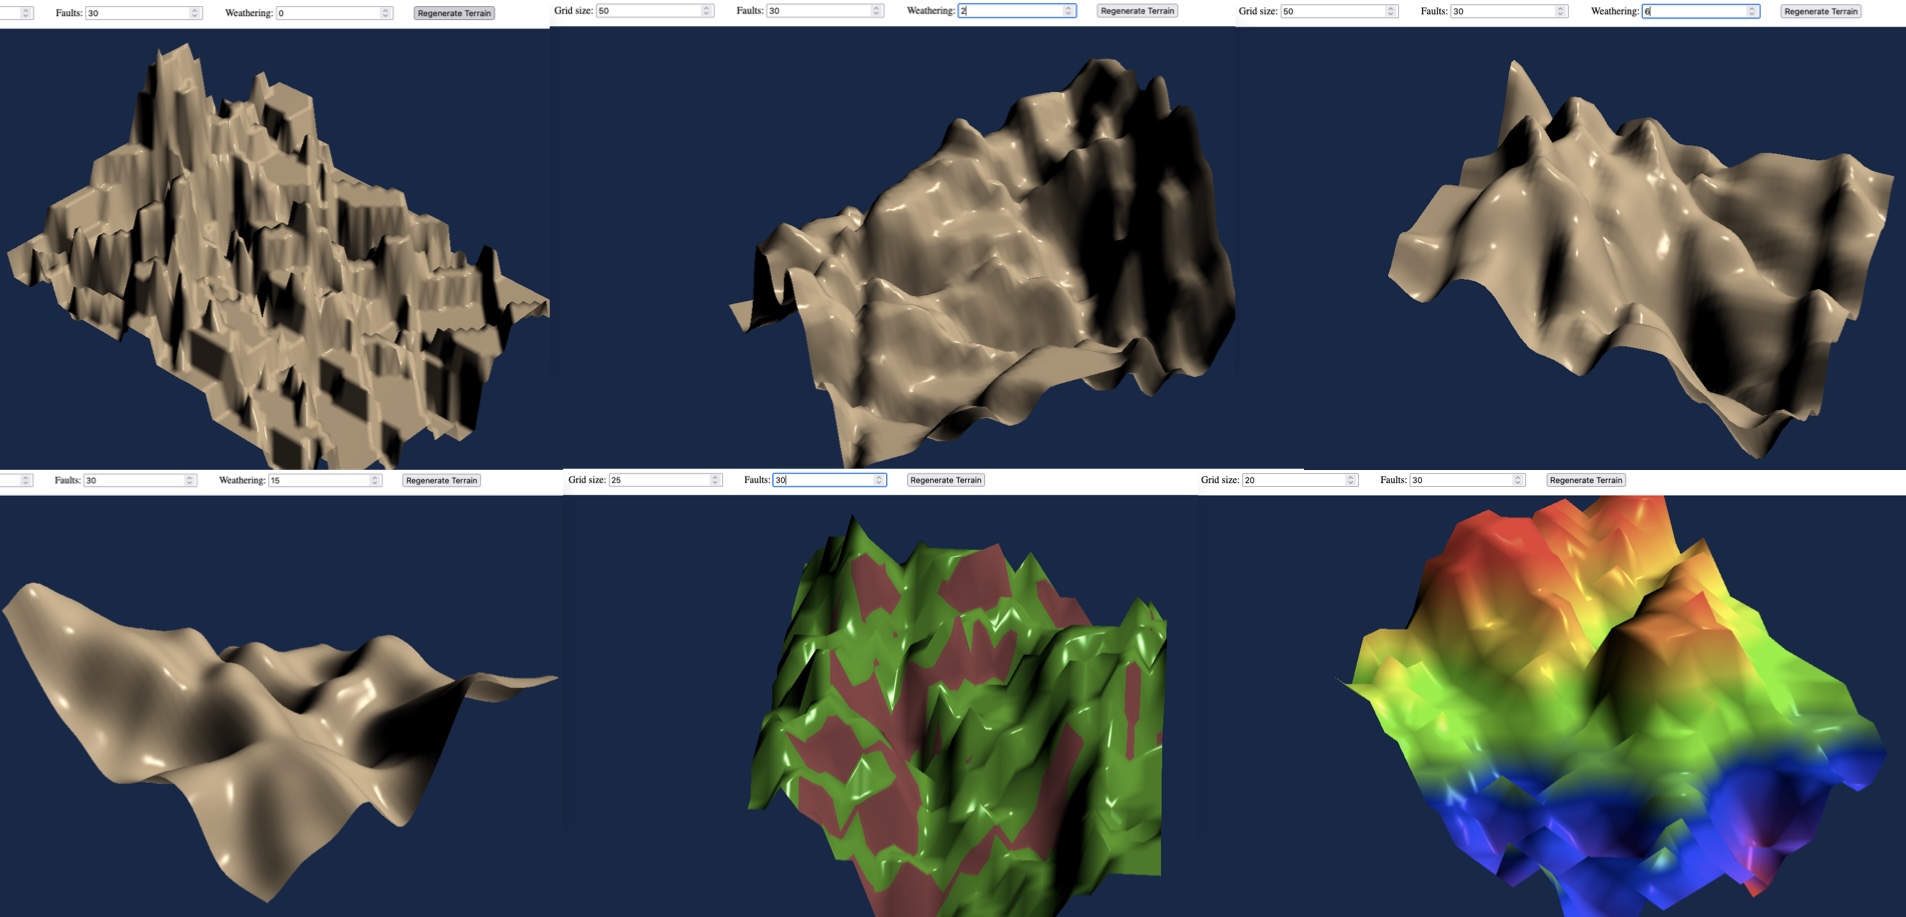 Faults: 30 Weathering: 0 Regenerate Terrain
Grid size: 50 Faults: 30 Weathering: 2 Regenerate Terrain
Grid size: 50 Faults: 30 Weathering: 6 Regenerate Terrain
Faults: 30 Weathering: 15 Regenerate Terrain
Grid size: 25 Faults: 30 Regenerate Terrain
Grid size: 20 Faults: 30 Regenerate Terrain